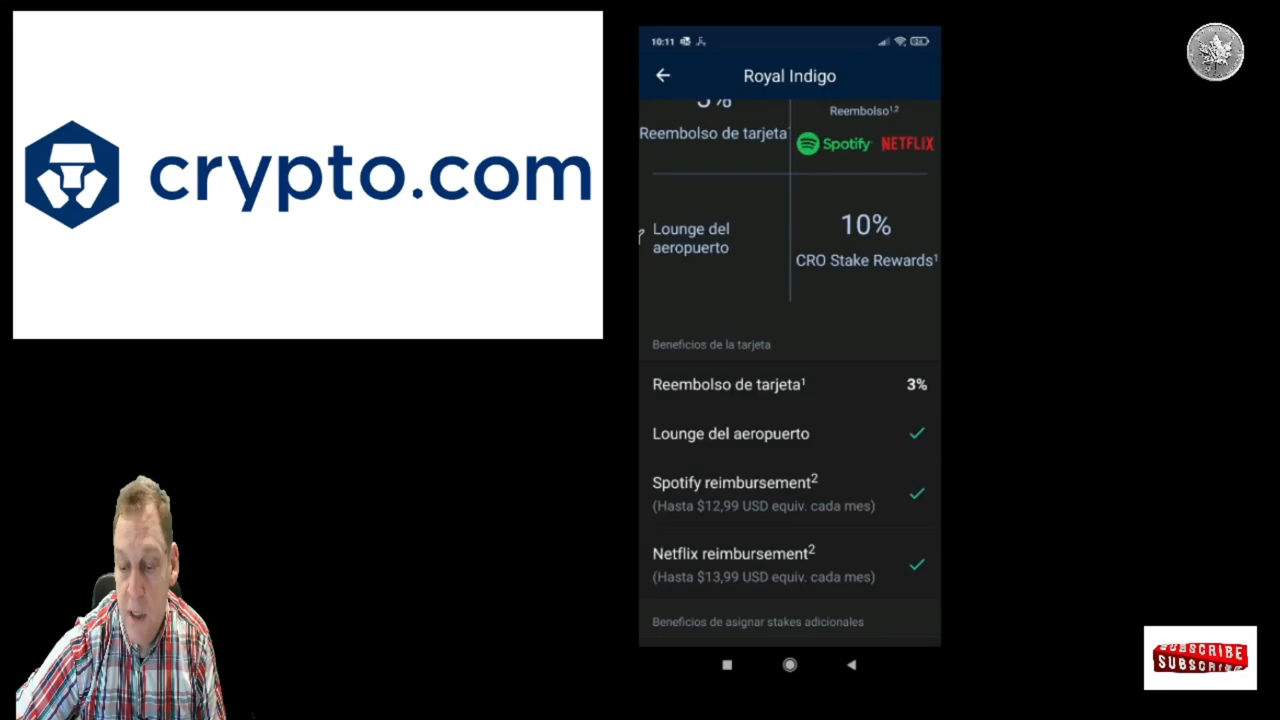 crypto.com
10:11
Royal Indigo
Reembolso de tarjeta¹
Reembolso¹,²
Spotify NETFLIX
Lounge del
aeropuerto
10%
CRO Stake Rewards¹
Beneficios de la tarjeta
Reembolso de tarjeta¹ 3%
Lounge del aeropuerto
Spotify reimbursement²
(Hasta $12,99 USD equiv. cada mes)
Netflix reimbursement²
(Hasta $13,99 USD equiv. cada mes)
Beneficios de asignar stakes adicionales
SUBSCRIBE
SUBSCRIBE